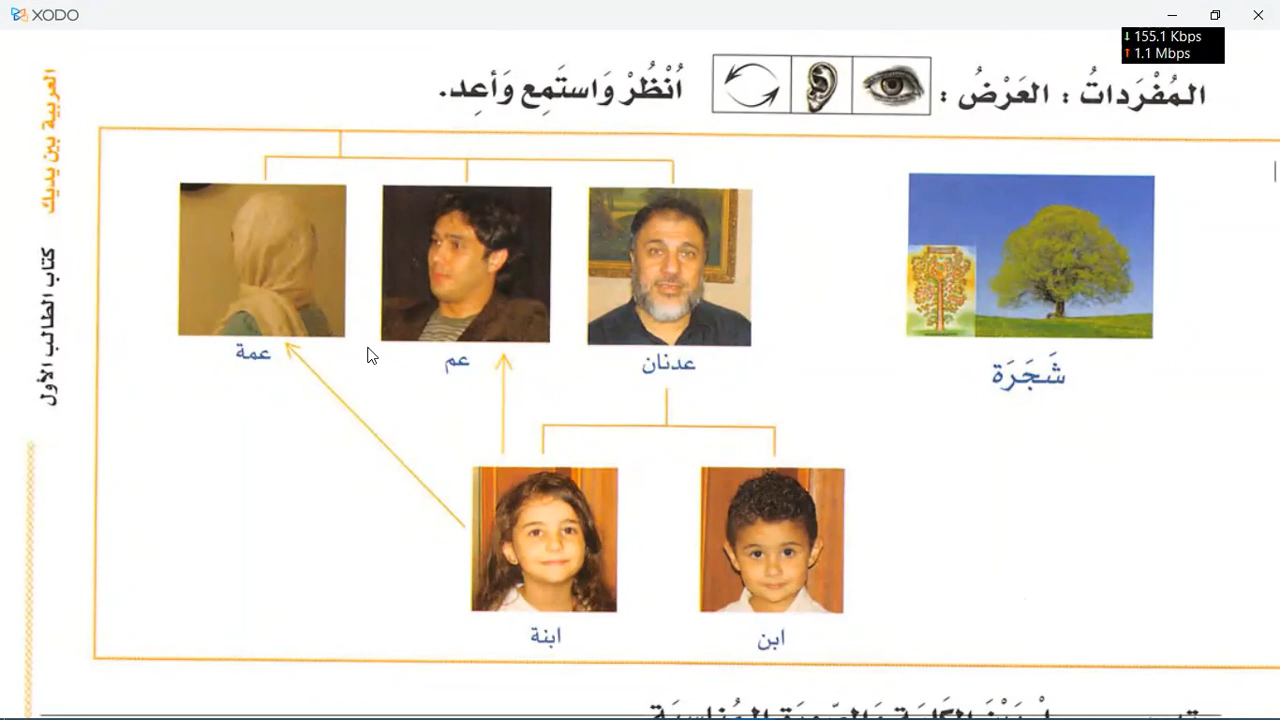 XODO
155.1 Kbps
1.1 Mbps
المُفْرَداتُ : العَرْضُ : اُنْظُرْ وَاستَمِع وَأعِد.
العربية بين يديك
كتاب الطالب الأول
شَجَرَة
عدنان
عم
عمة
ابن
ابنة